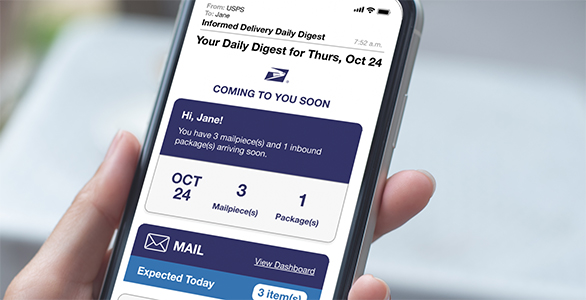 From: USPS
To: Jane
Informed Delivery Daily Digest
7:52 a.m.
Your Daily Digest for Thurs, Oct 24
®
COMING TO YOU SOON
Hi, Jane!
You have 3 mailpiece(s) and 1 inbound
package(s) arriving soon.
OCT
24
3
Mailpiece(s)
1
Package(s)
MAIL
View Dashboard
Expected Today
3 item(s)